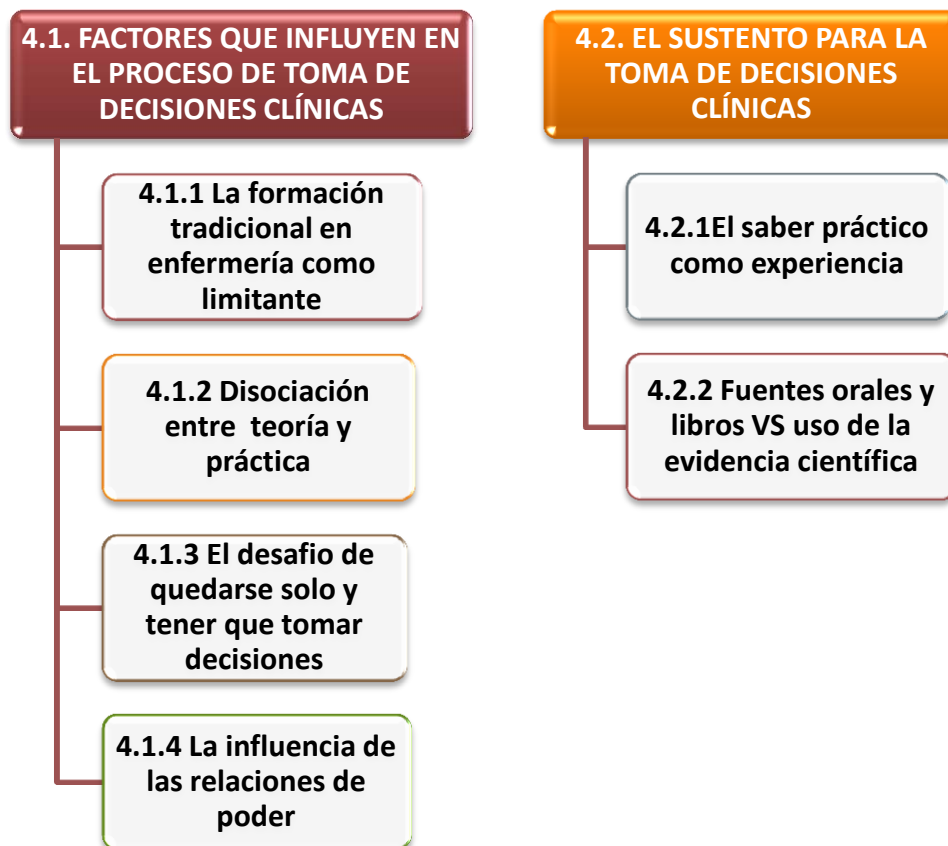 4.1. FACTORES QUE INFLUYEN EN
EL PROCESO DE TOMA DE
DECISIONES CLÍNICAS
4.1.1 La formación
tradicional en
enfermería como
limitante
4.1.2 Disociación
entre teoría y
práctica
4.1.3 El desafio de
quedarse solo y
tener que tomar
decisiones
4.1.4 La influencia de
las relaciones de
poder
4.2. EL SUSTENTO PARA LA
TOMA DE DECISIONES
CLÍNICAS
4.2.1El saber práctico
como experiencia
4.2.2 Fuentes orales y
libros VS uso de la
evidencia científica